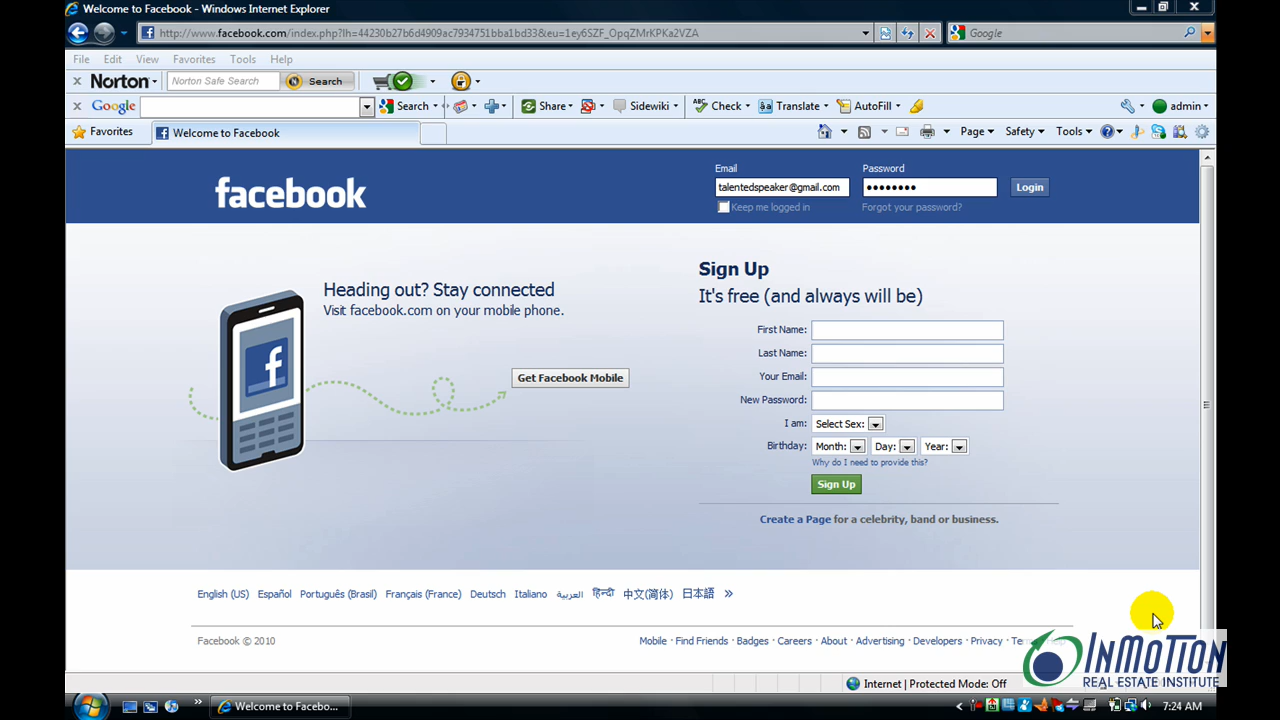 Welcome to Facebook - Windows Internet Explorer
http://www.facebook.com/index.php?lh=44230b27b6d4909ac7934751bba1bd33&eu=1ey6SZF_OpqZMrKPKa2VZA
Google
File Edit View Favorites Tools Help
Norton Norton Safe Search Search
Google Search Share Sidewiki Check Translate AutoFill admin
Favorites Welcome to Facebook Page Safety Tools
Email Password
facebook talentedspeaker@gmail.com •••••••• Login
Keep me logged in Forgot your password?
Sign Up
Heading out? Stay connected
It's free (and always will be)
Visit facebook.com on your mobile phone.
First Name:
Last Name:
Your Email:
Get Facebook Mobile
New Password:
I am: Select Sex:
Birthday: Month: Day: Year:
Why do I need to provide this?
Sign Up
Create a Page for a celebrity, band or business.
English (US) Español Português (Brasil) Français (France) Deutsch Italiano العربية हिन्दी 中文(简体) 日本語 »
Facebook © 2010 Mobile · Find Friends · Badges · Careers · About · Advertising · Developers · Privacy ·
INMOTION
REAL ESTATE INSTITUTE
Internet | Protected Mode: Off
Welcome to Facebo... 7:24 AM